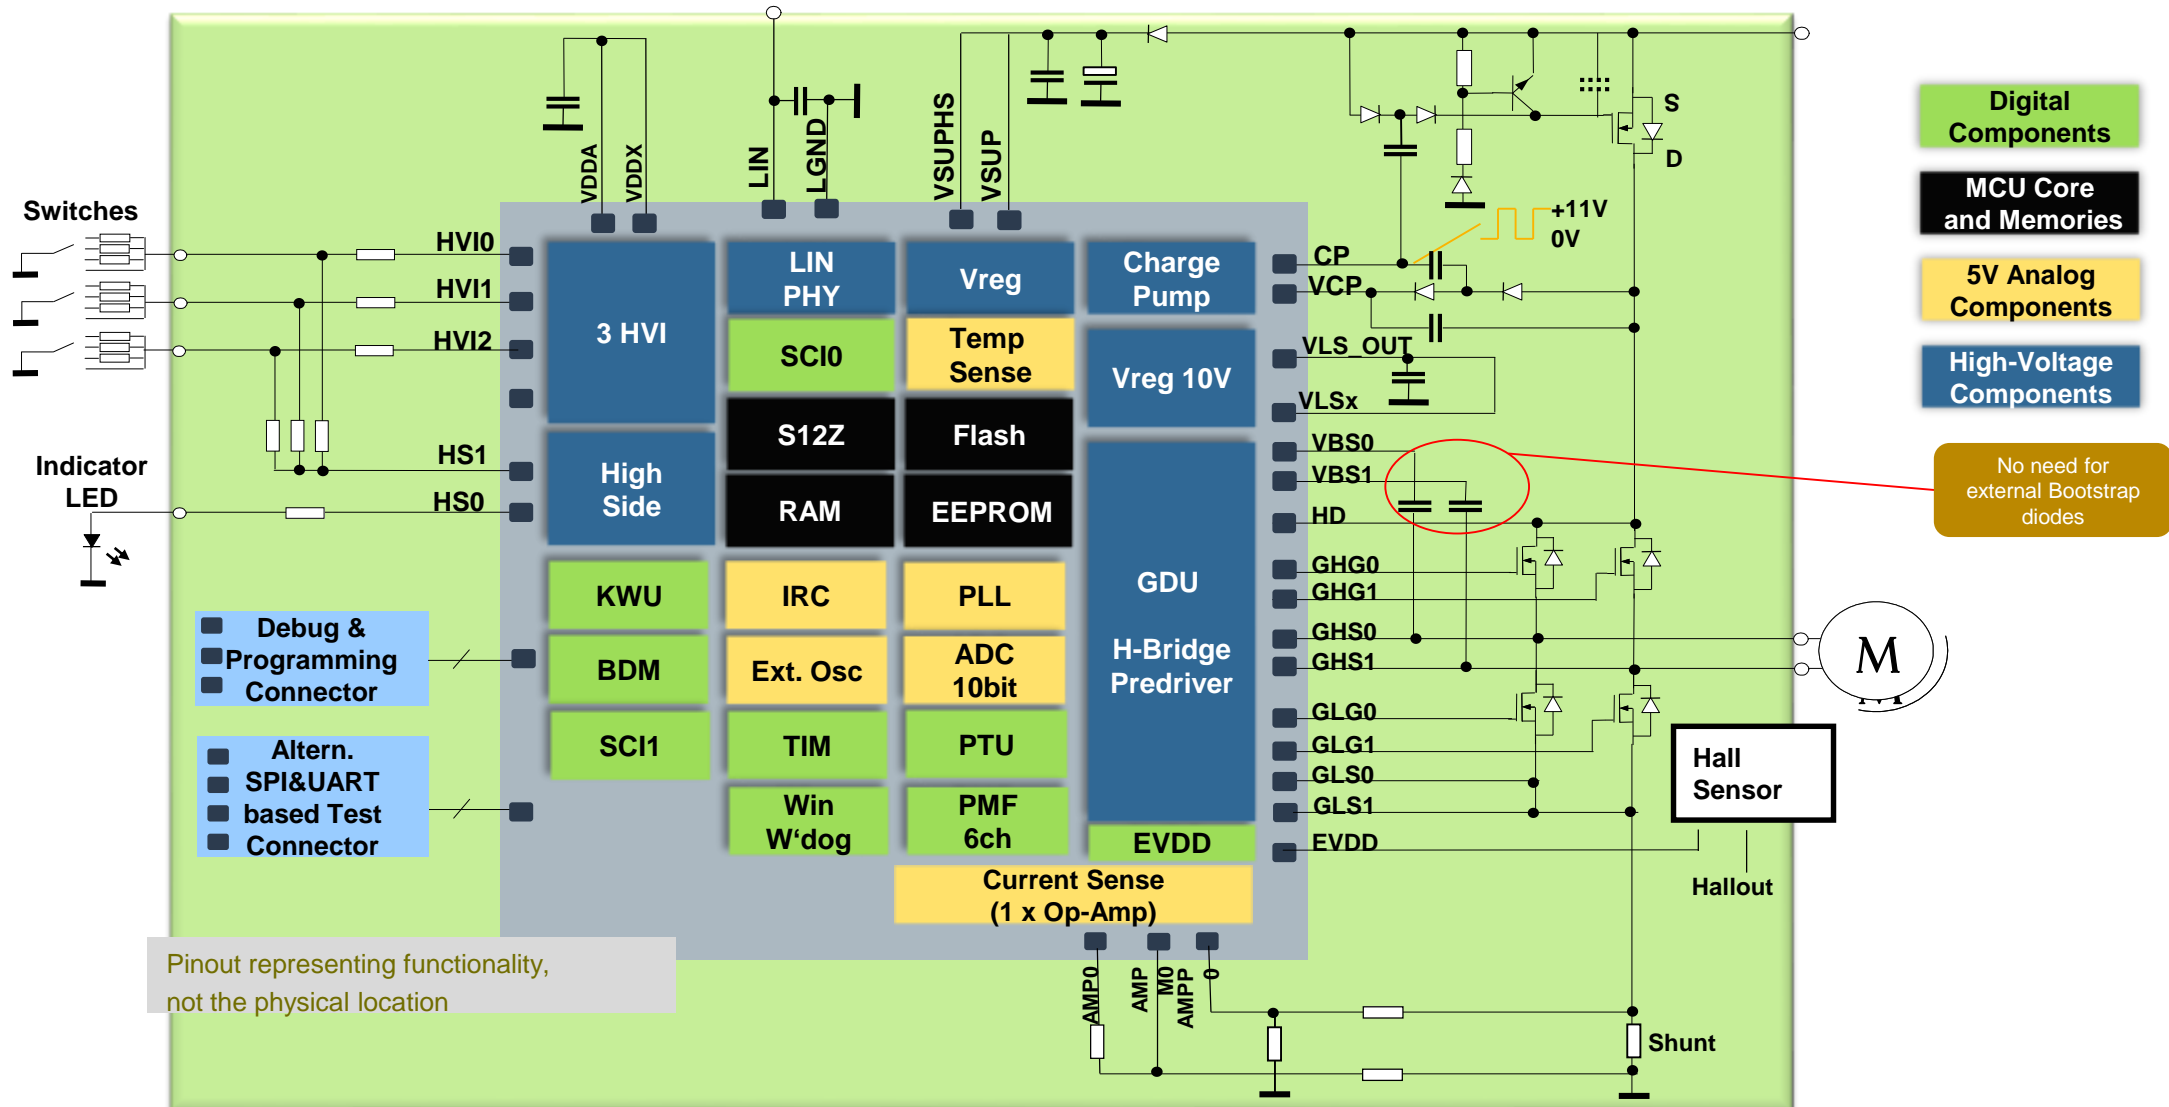 VDDA
VDDX
LIN
LGND
VSUPHS
VSUP
S
D
+11V
0V
Digital
Components
MCU Core
and Memories
5V Analog
Components
High-Voltage
Components
No need for
external Bootstrap
diodes
Switches
HVI0
HVI1
HVI2
HS1
HS0
Indicator
LED
Debug &
Programming
Connector
Altern.
SPI&UART
based Test
Connector
3 HVI
High
Side
KWU
BDM
SCI1
LIN
PHY
SCI0
S12Z
RAM
IRC
Ext. Osc
TIM
Win
W‘dog
Vreg
Temp
Sense
Flash
EEPROM
PLL
ADC
10bit
PTU
PMF
6ch
Charge
Pump
Vreg 10V
GDU
H-Bridge
Predriver
EVDD
Current Sense
(1 x Op-Amp)
CP
VCP
VLS_OUT
VLSx
VBS0
VBS1
HD
GHG0
GHG1
GHS0
GHS1
GLG0
GLG1
GLS0
GLS1
EVDD
M
M
Hall
Sensor
Hallout
AMP0
AMP
M0
AMPP
0
Shunt
Pinout representing functionality,
not the physical location